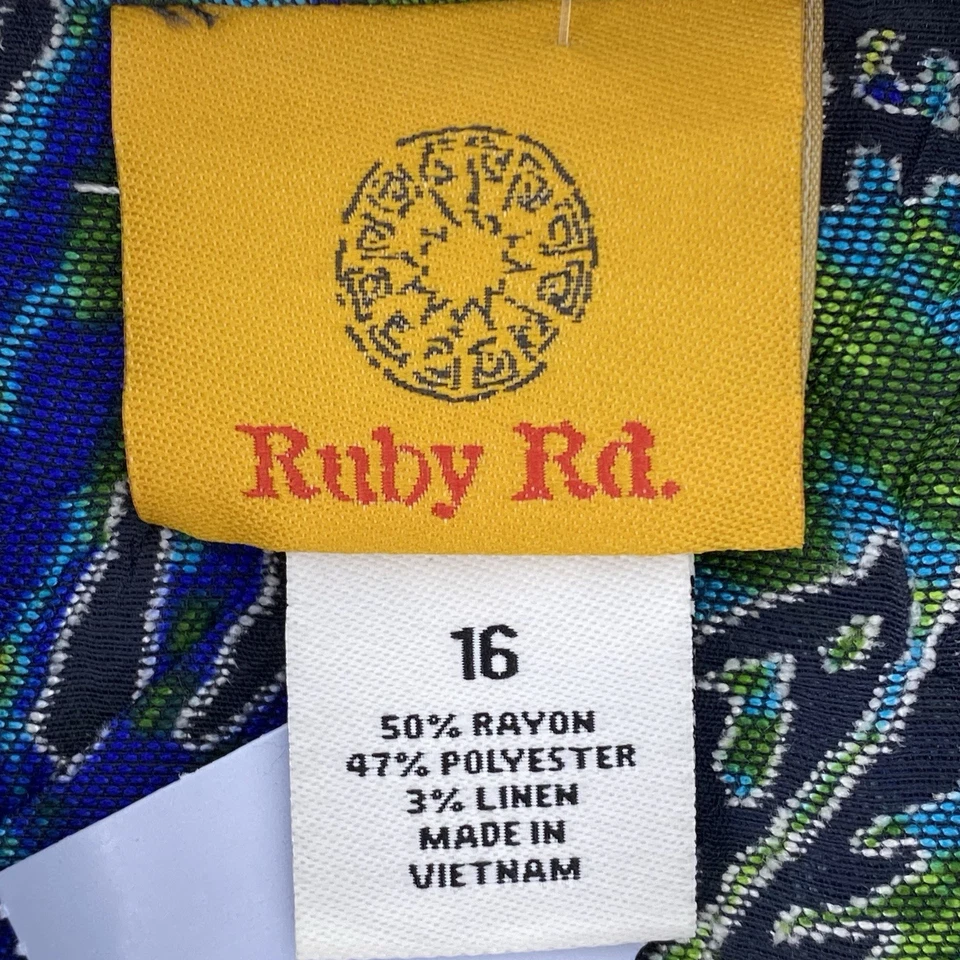 Ruby Rd.
16
50% RAYON
47% POLYESTER
3% LINEN
MADE IN
VIETNAM